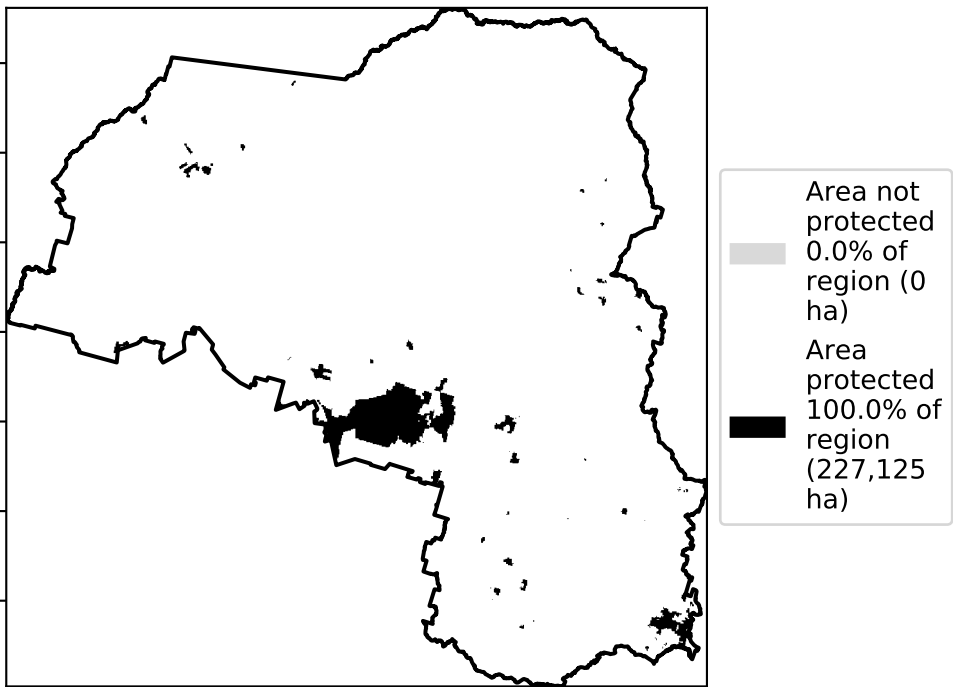 Area not
protected
0.0% of
region (0
ha)
Area
protected
100.0% of
region
(227,125
ha)